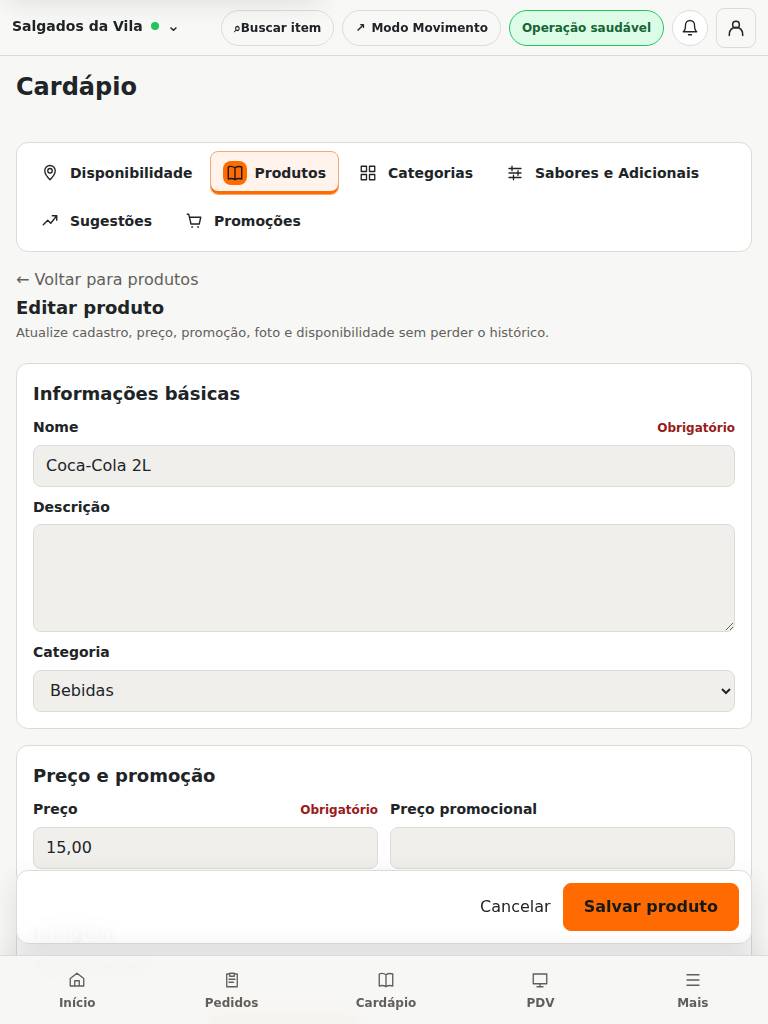 Salgados da Vila
Buscar item
↗ Modo Movimento
Operação saudável
Cardápio
Disponibilidade
Produtos
Categorias
Sabores e Adicionais
Sugestões
Promoções
← Voltar para produtos
Editar produto
Atualize cadastro, preço, promoção, foto e disponibilidade sem perder o histórico.
Informações básicas
Nome
Obrigatório
Coca-Cola 2L
Descrição
Categoria
Bebidas
Preço e promoção
Preço
Obrigatório
Preço promocional
15,00
Cancelar
Salvar produto
Início
Pedidos
Cardápio
PDV
Mais